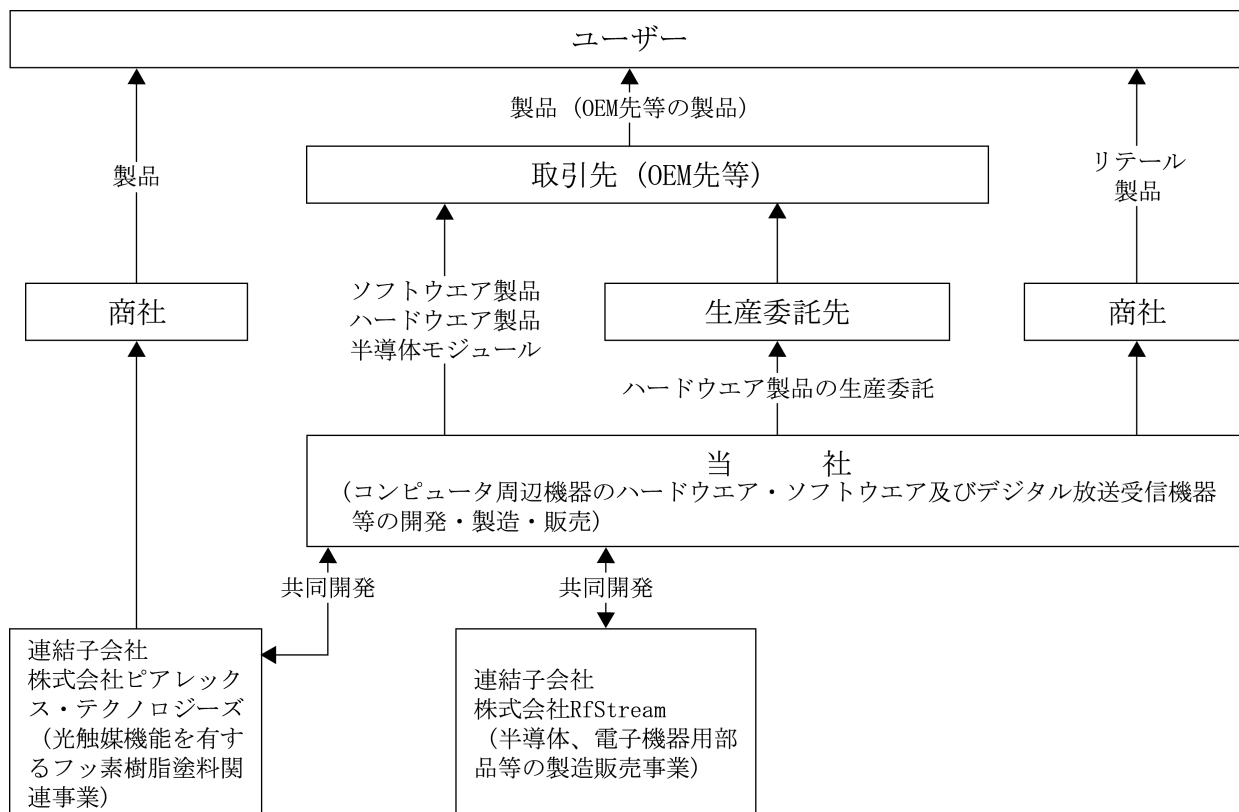 ユーザー
製品（OEM先等の製品）
取引先（OEM先等）
製品
リテール
製品
商社
ソフトウエア製品
ハードウエア製品
半導体モジュール
生産委託先
商社
ハードウエア製品の生産委託
当　　　社
（コンピュータ周辺機器のハードウエア・ソフトウエア及びデジタル放送受信機器
等の開発・製造・販売）
共同開発
共同開発
連結子会社
株式会社ピアレック
ス・テクノロジーズ
（光触媒機能を有す
るフッ素樹脂塗料関
連事業）
連結子会社
株式会社RfStream
（半導体、電子機器用部
品等の製造販売事業）